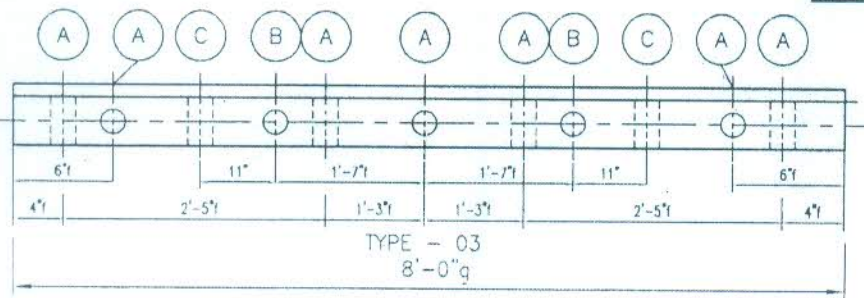 A A C B A A A B C A A
6"f 11" 1'-7"f 1'-7"f 11" 6"f
4"f 2'-5"f 1'-3"f 1'-3"f 2'-5"f 4"f
TYPE - 03
8'-0"g